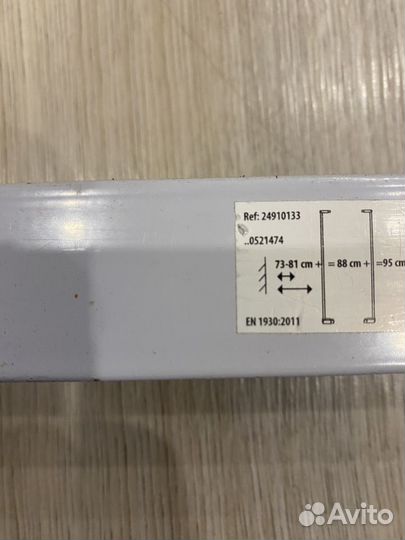 Ref: 24910133
..0521474
73-81 cm + = 88 cm + =95 cm
EN 1930:2011
Avito